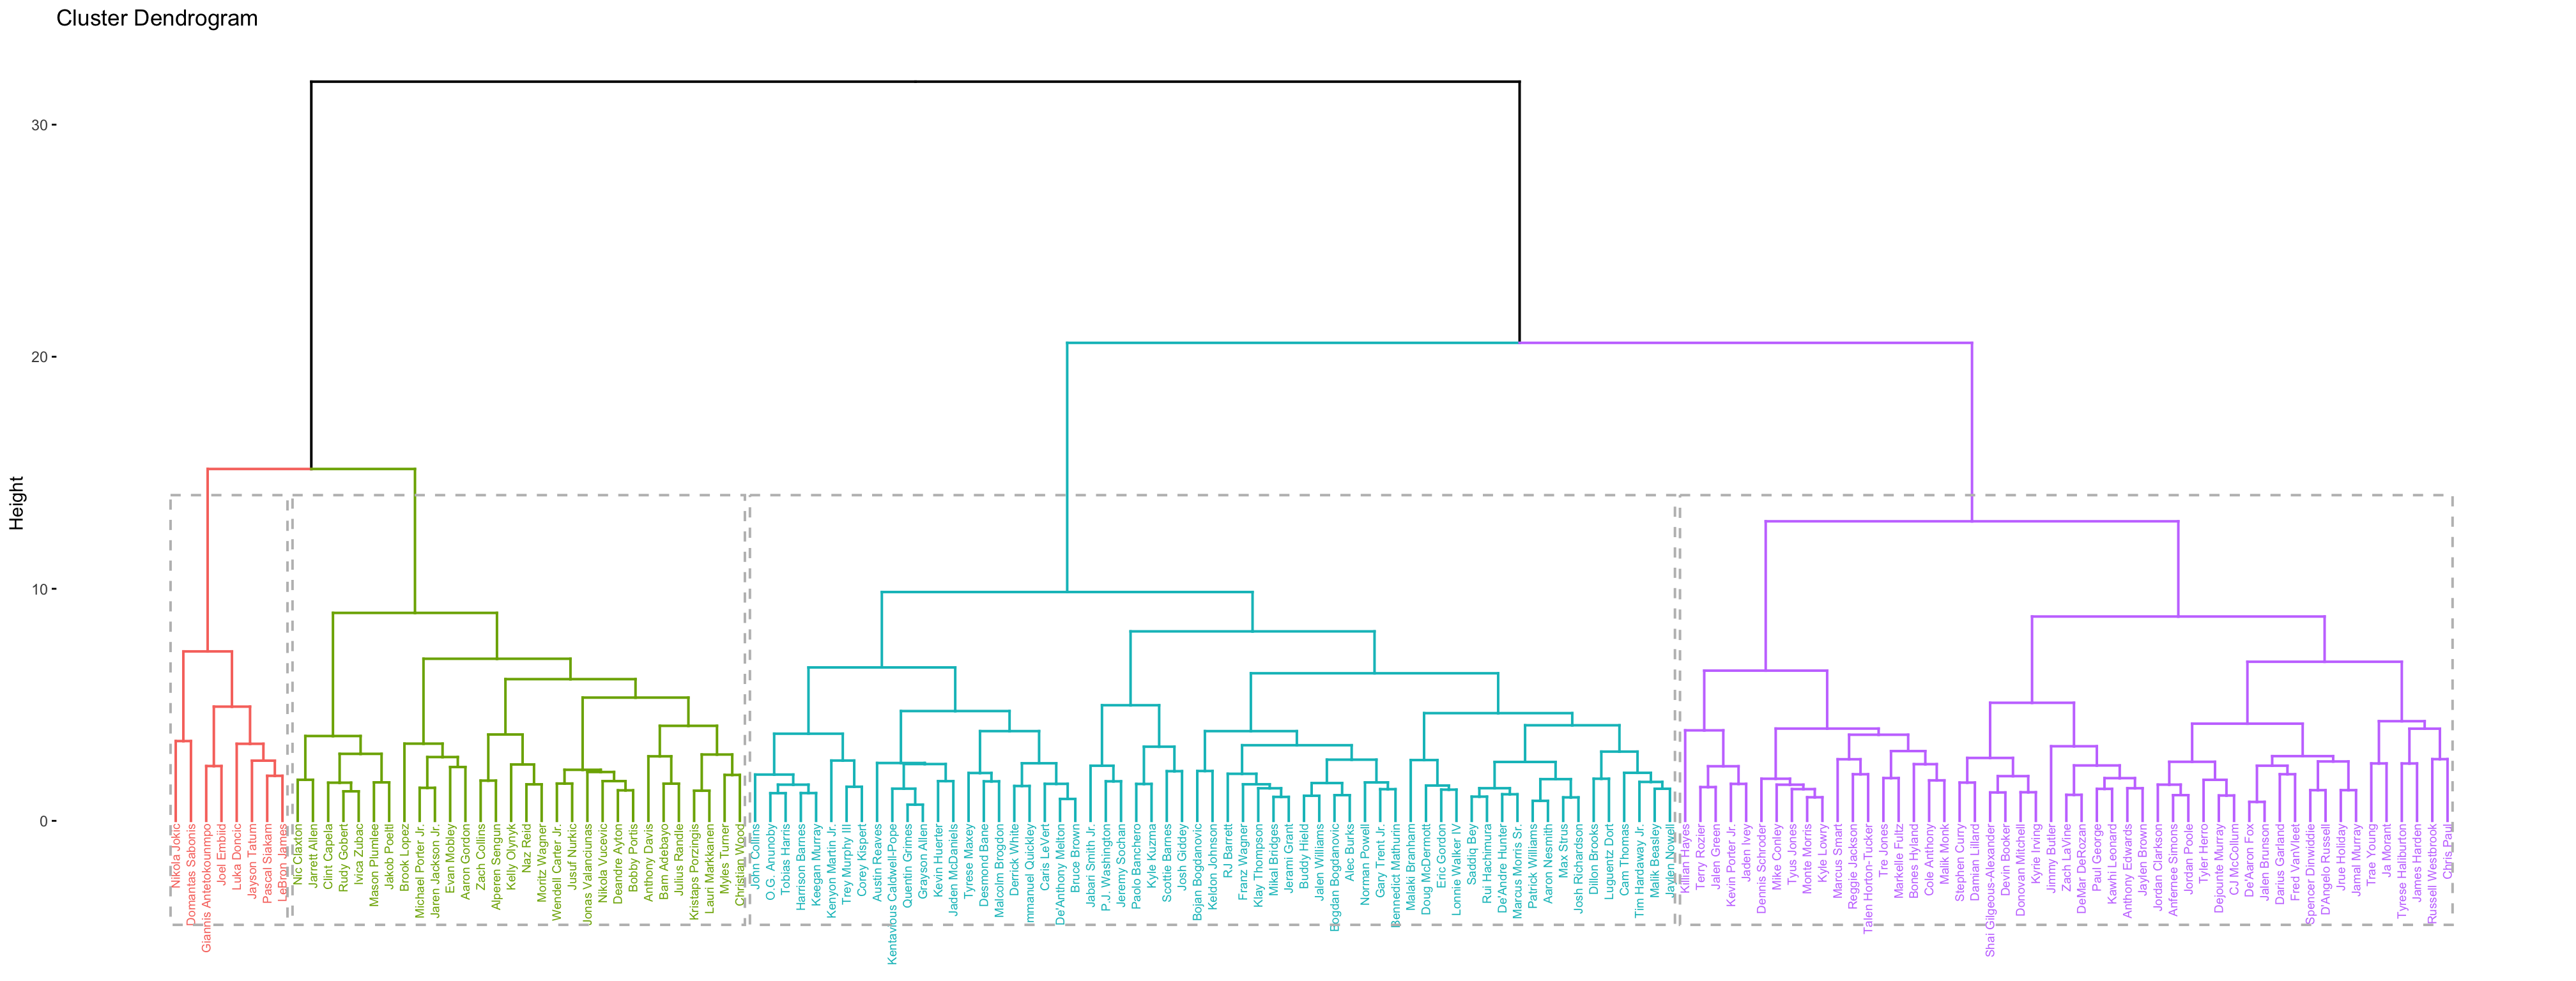 Cluster Dendrogram
Height
30
20
10
0
Nikola Jokic
Domantas Sabonis
Giannis Antetokounmpo
Joel Embiid
Luka Doncic
Jayson Tatum
Pascal Siakam
LeBron James
Nic Claxton
Jarrett Allen
Clint Capela
Rudy Gobert
Ivica Zubac
Mason Plumlee
Jakob Poeltl
Brook Lopez
Michael Porter Jr.
Jaren Jackson Jr.
Evan Mobley
Aaron Gordon
Zach Collins
Alperen Sengun
Kelly Olynyk
Naz Reid
Moritz Wagner
Wendell Carter Jr.
Jusuf Nurkic
Jonas Valanciunas
Nikola Vucevic
Deandre Ayton
Bobby Portis
Anthony Davis
Bam Adebayo
Julius Randle
Kristaps Porzingis
Lauri Markkanen
Myles Turner
Christian Wood
John Collins
O.G. Anunoby
Tobias Harris
Harrison Barnes
Keegan Murray
Kenyon Martin Jr.
Trey Murphy III
Corey Kispert
Austin Reaves
Kentavious Caldwell-Pope
Quentin Grimes
Grayson Allen
Kevin Huerter
Jaden McDaniels
Tyrese Maxey
Desmond Bane
Malcolm Brogdon
Derrick White
Immanuel Quickley
Caris LeVert
De'Anthony Melton
Bruce Brown
Jabari Smith Jr.
P.J. Washington
Jeremy Sochan
Paolo Banchero
Kyle Kuzma
Scottie Barnes
Josh Giddey
Bojan Bogdanovic
Keldon Johnson
RJ Barrett
Franz Wagner
Klay Thompson
Mikal Bridges
Jerami Grant
Buddy Hield
Jalen Williams
Bogdan Bogdanovic
Alec Burks
Norman Powell
Gary Trent Jr.
Bennedict Mathurin
Malaki Branham
Doug McDermott
Eric Gordon
Lonnie Walker IV
Saddiq Bey
Rui Hachimura
De'Andre Hunter
Marcus Morris Sr.
Patrick Williams
Aaron Nesmith
Max Strus
Josh Richardson
Dillon Brooks
Luguentz Dort
Cam Thomas
Tim Hardaway Jr.
Malik Beasley
Jaylen Nowell
Killian Hayes
Terry Rozier
Jalen Green
Kevin Porter Jr.
Jaden Ivey
Dennis Schroder
Mike Conley
Tyus Jones
Monte Morris
Kyle Lowry
Marcus Smart
Reggie Jackson
Talen Horton-Tucker
Tre Jones
Markelle Fultz
Bones Hyland
Cole Anthony
Malik Monk
Stephen Curry
Damian Lillard
Shai Gilgeous-Alexander
Devin Booker
Donovan Mitchell
Kyrie Irving
Jimmy Butler
Zach LaVine
DeMar DeRozan
Paul George
Kawhi Leonard
Anthony Edwards
Jaylen Brown
Jordan Clarkson
Anfernee Simons
Jordan Poole
Tyler Herro
Dejounte Murray
CJ McCollum
De'Aaron Fox
Jalen Brunson
Darius Garland
Fred VanVleet
Spencer Dinwiddie
D'Angelo Russell
Jrue Holiday
Jamal Murray
Trae Young
Ja Morant
Tyrese Haliburton
James Harden
Russell Westbrook
Chris Paul